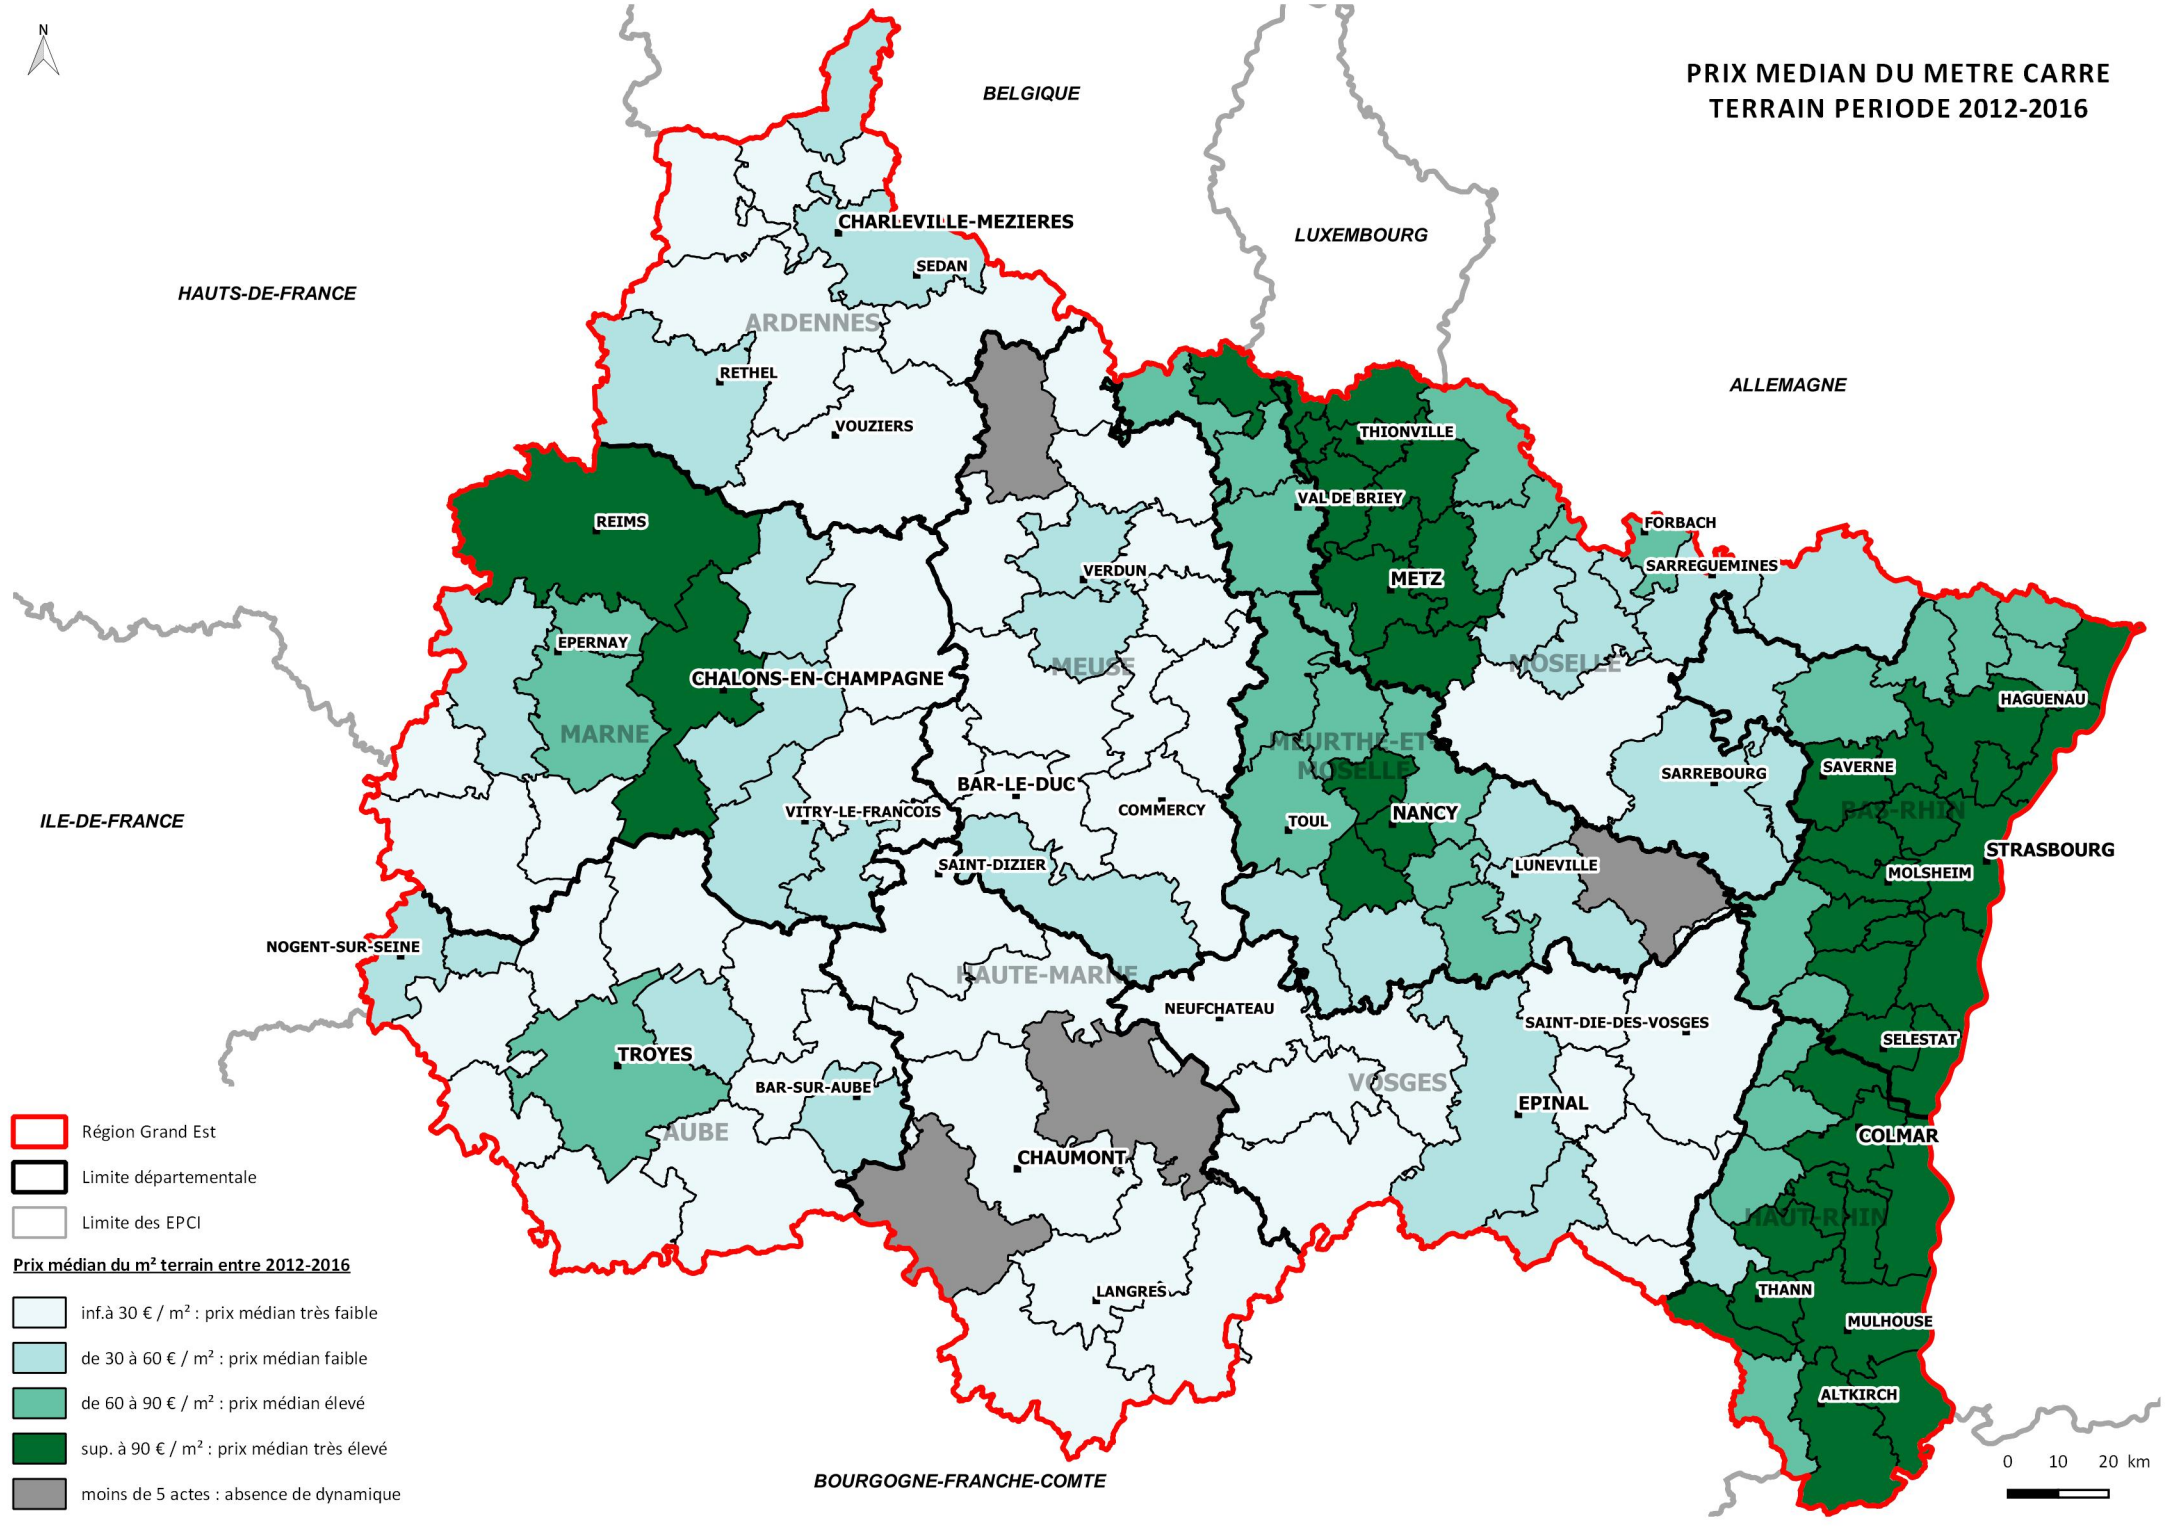 N
PRIX MEDIAN DU METRE CARRE
TERRAIN PERIODE 2012-2016
BELGIQUE
LUXEMBOURG
HAUTS-DE-FRANCE
ALLEMAGNE
ILE-DE-FRANCE
BOURGOGNE-FRANCHE-COMTE
CHARLEVILLE-MEZIERES
SEDAN
ARDENNES
RETHEL
VOUZIERS
THIONVILLE
VAL DE BRIEY
REIMS
FORBACH
SARREGUEMINES
VERDUN
METZ
EPERNAY
MEUSE
MOSELLE
CHALONS-EN-CHAMPAGNE
HAGUENAU
MARNE
MEURTHE-ET-
MOSELLE
SAVERNE
SARREBOURG
BAR-LE-DUC
COMMERCY
VITRY-LE-FRANCOIS
TOUL
NANCY
BAS-RHIN
STRASBOURG
SAINT-DIZIER
LUNEVILLE
MOLSHEIM
NOGENT-SUR-SEINE
HAUTE-MARNE
NEUFCHATEAU
SAINT-DIE-DES-VOSGES
SELESTAT
TROYES
BAR-SUR-AUBE
VOSGES
EPINAL
AUBE
COLMAR
CHAUMONT
HAUT-RHIN
LANGRES
THANN
MULHOUSE
ALTKIRCH
Région Grand Est
Limite départementale
Limite des EPCI
Prix médian du m² terrain entre 2012-2016
inf.à 30 € / m² : prix médian très faible
de 30 à 60 € / m² : prix médian faible
de 60 à 90 € / m² : prix médian élevé
sup. à 90 € / m² : prix médian très élevé
moins de 5 actes : absence de dynamique
0 10 20 km